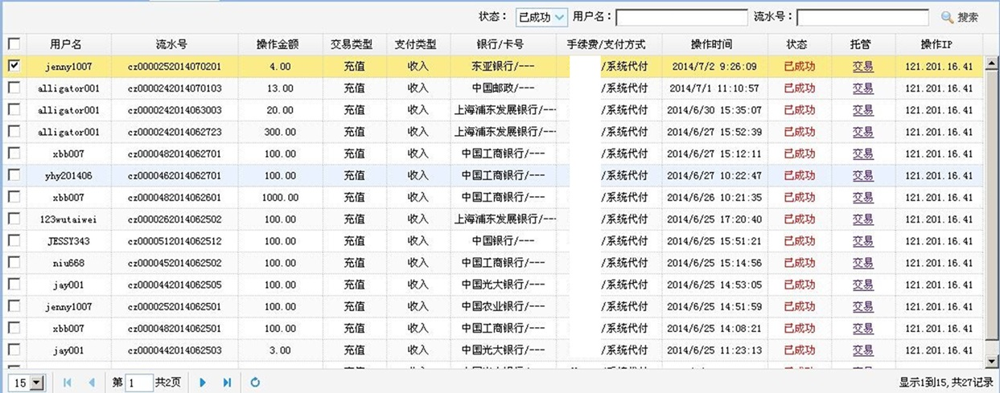 状态： 已成功 用户名： 流水号： 搜索
用户名 流水号 操作金额 交易类型 支付类型 银行/卡号 手续费/支付方式 操作时间 状态 托管 操作IP
jenny1007 cz0000252014070201 4.00 充值 收入 东亚银行/--- /系统代付 2014/7/2 9:26:09 已成功 交易 121.201.16.41
alligator001 cz0000242014070103 13.00 充值 收入 中国邮政/--- /系统代付 2014/7/1 11:10:57 已成功 交易 121.201.16.41
alligator001 cz0000242014063003 20.00 充值 收入 上海浦东发展银行/--- /系统代付 2014/6/30 15:35:07 已成功 交易 121.201.16.41
alligator001 cz0000242014062723 300.00 充值 收入 上海浦东发展银行/--- /系统代付 2014/6/27 15:52:39 已成功 交易 121.201.16.41
xbb007 cz0000482014062701 100.00 充值 收入 中国工商银行/--- /系统代付 2014/6/27 15:12:11 已成功 交易 121.201.16.41
yhy201406 cz0000462014062701 100.00 充值 收入 中国工商银行/--- /系统代付 2014/6/27 10:22:47 已成功 交易 121.201.16.41
xbb007 cz0000482014062601 1000.00 充值 收入 中国工商银行/--- /系统代付 2014/6/26 10:21:35 已成功 交易 121.201.16.41
123wutaiwei cz0000262014062502 100.00 充值 收入 上海浦东发展银行/--- /系统代付 2014/6/25 17:20:40 已成功 交易 121.201.16.41
JESSY343 cz0000512014062512 100.00 充值 收入 中国银行/--- /系统代付 2014/6/25 15:51:21 已成功 交易 121.201.16.41
niu668 cz0000452014062502 100.00 充值 收入 中国工商银行/--- /系统代付 2014/6/25 15:14:56 已成功 交易 121.201.16.41
jay001 cz0000442014062505 100.00 充值 收入 中国光大银行/--- /系统代付 2014/6/25 14:53:05 已成功 交易 121.201.16.41
jenny1007 cz0000252014062501 100.00 充值 收入 中国农业银行/--- /系统代付 2014/6/25 14:51:59 已成功 交易 121.201.16.41
xbb007 cz0000482014062501 100.00 充值 收入 中国工商银行/--- /系统代付 2014/6/25 14:08:21 已成功 交易 121.201.16.41
jay001 cz0000442014062503 3.00 充值 收入 中国光大银行/--- /系统代付 2014/6/25 11:23:13 已成功 交易 121.201.16.41
15 第 1 共2页 显示1到15, 共27记录